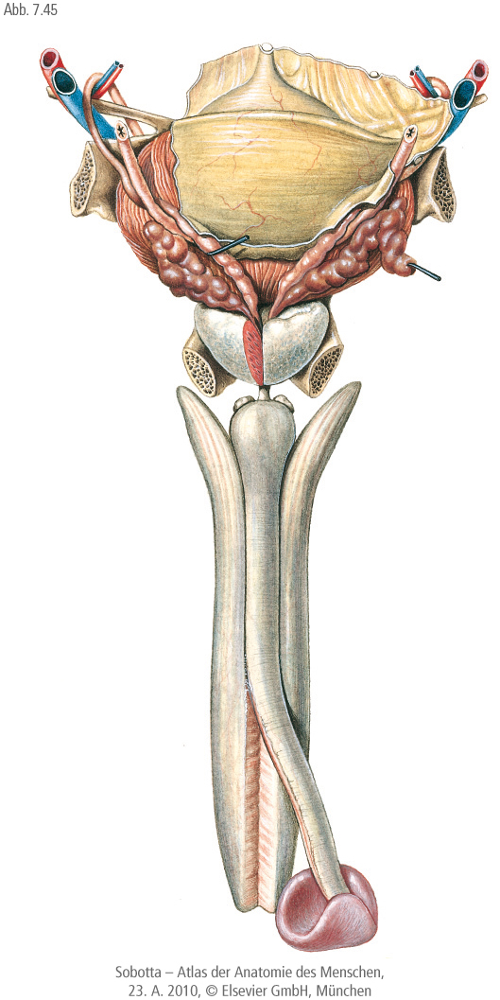 Abb. 7.45
Sobotta – Atlas der Anatomie des Menschen,
23. A. 2010, © Elsevier GmbH, München